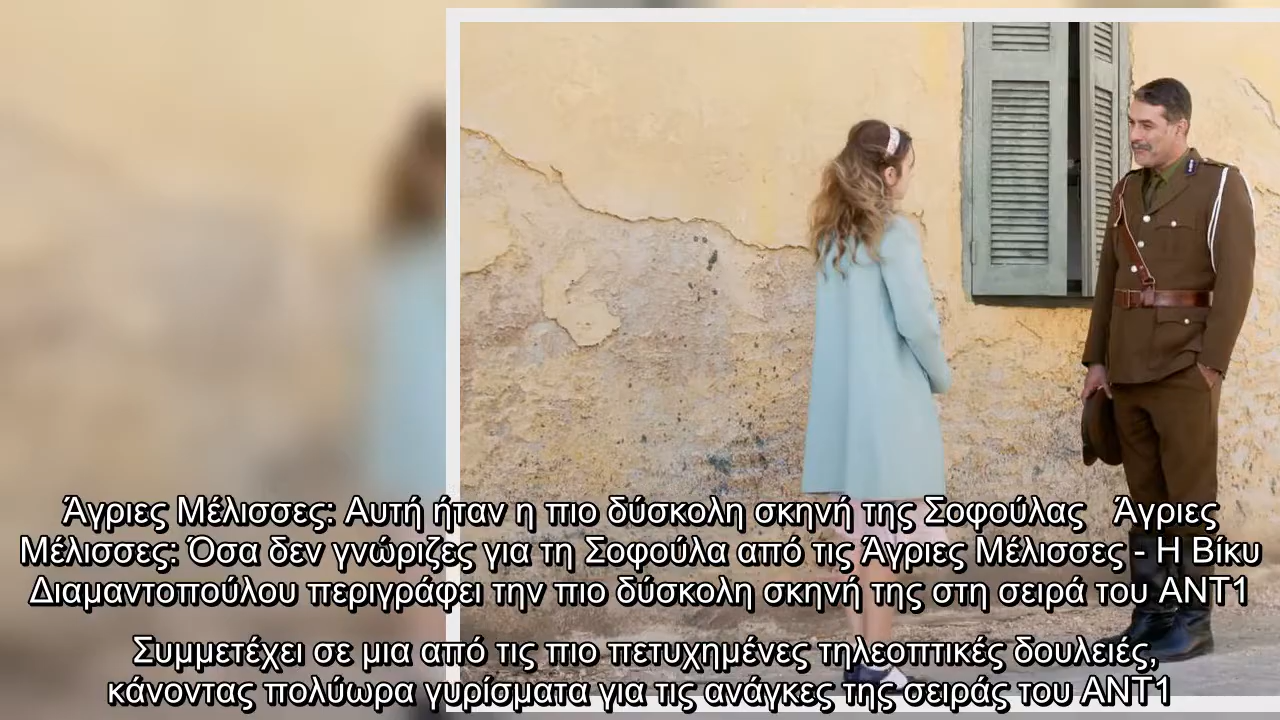 Άγριες Μέλισσες: Αυτή ήταν η πιο δύσκολη σκηνή της Σοφούλας   Άγριες
Μέλισσες: Όσα δεν γνώριζες για τη Σοφούλα από τις Άγριες Μέλισσες - Η Βίκυ
Διαμαντοπούλου περιγράφει την πιο δύσκολη σκηνή της στη σειρά του ΑΝΤ1
Συμμετέχει σε μια από τις πιο πετυχημένες τηλεοπτικές δουλειές,
κάνοντας πολύωρα γυρίσματα για τις ανάγκες της σειράς του ΑΝΤ1